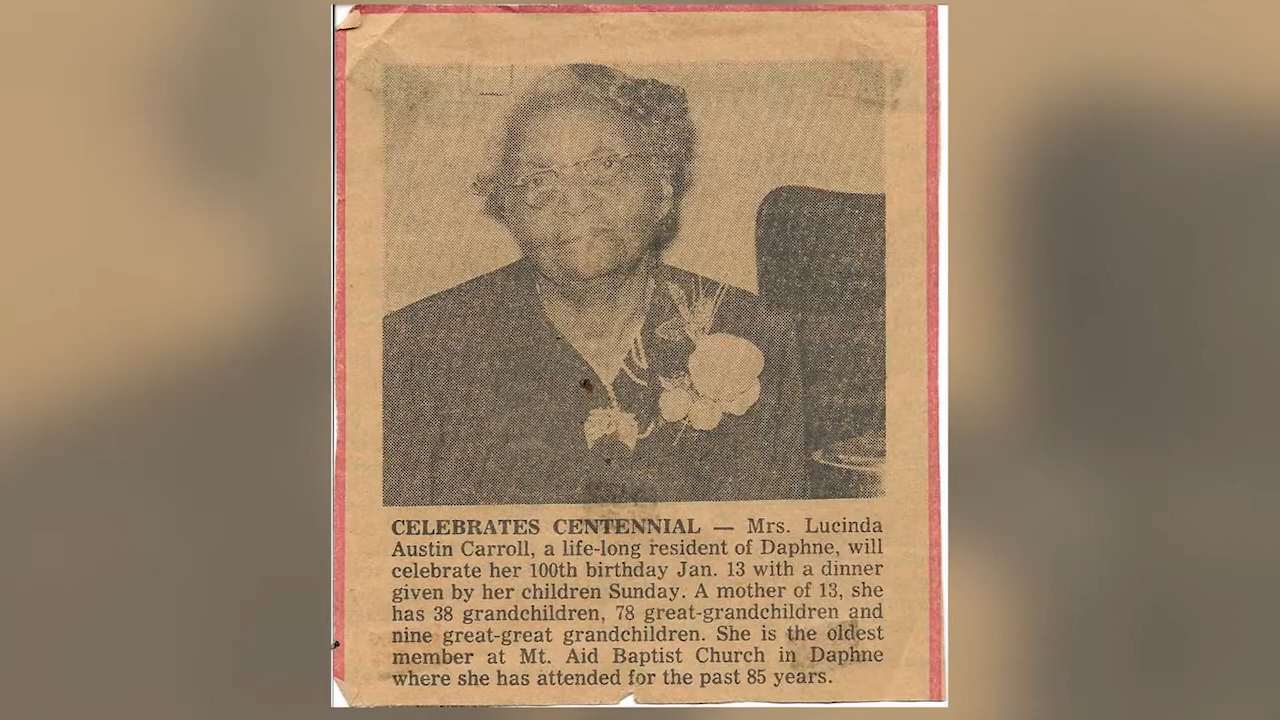 CELEBRATES CENTENNIAL — Mrs. Lucinda
Austin Carroll, a life-long resident of Daphne, will
celebrate her 100th birthday Jan. 13 with a dinner
given by her children Sunday. A mother of 13, she
has 38 grandchildren, 78 great-grandchildren and
nine great-great grandchildren. She is the oldest
member at Mt. Aid Baptist Church in Daphne
where she has attended for the past 85 years.